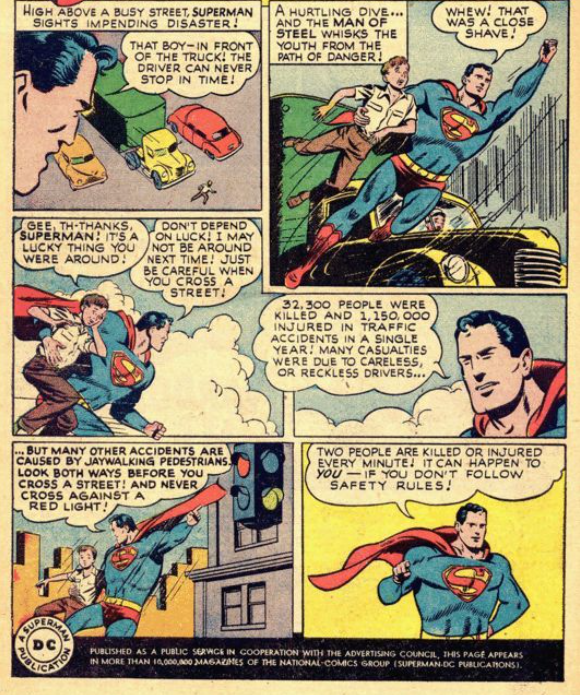 HIGH ABOVE A BUSY STREET, SUPERMAN
SIGHTS IMPENDING DISASTER!
THAT BOY—IN FRONT
OF THE TRUCK! THE
DRIVER CAN NEVER
STOP IN TIME!
A HURTLING DIVE...
AND THE MAN OF
STEEL WHISKS THE
YOUTH FROM THE
PATH OF DANGER!
WHEW! THAT
WAS A CLOSE
SHAVE!
GEE, TH-THANKS,
SUPERMAN! IT'S A
LUCKY THING YOU
WERE AROUND!
DON'T DEPEND
ON LUCK! I MAY
NOT BE AROUND
NEXT TIME! JUST
BE CAREFUL WHEN
YOU CROSS A
STREET!
32,300 PEOPLE WERE
KILLED AND 1,150,000
INJURED IN TRAFFIC
ACCIDENTS IN A SINGLE
YEAR! MANY CASUALTIES
WERE DUE TO CARELESS,
OR RECKLESS DRIVERS...
...BUT MANY OTHER ACCIDENTS ARE
CAUSED BY JAYWALKING PEDESTRIANS.
LOOK BOTH WAYS BEFORE YOU
CROSS A STREET! AND NEVER
CROSS AGAINST A
RED LIGHT!
TWO PEOPLE ARE KILLED OR INJURED
EVERY MINUTE! IT CAN HAPPEN TO
YOU — IF YOU DON'T FOLLOW
SAFETY RULES!
A SUPERMAN
DC
PUBLICATION
PUBLISHED AS A PUBLIC SERVICE IN COOPERATION WITH THE ADVERTISING COUNCIL, THIS PAGE APPEARS
IN MORE THAN 10,000,000 MAGAZINES OF THE NATIONAL COMICS GROUP (SUPERMAN-DC PUBLICATIONS).